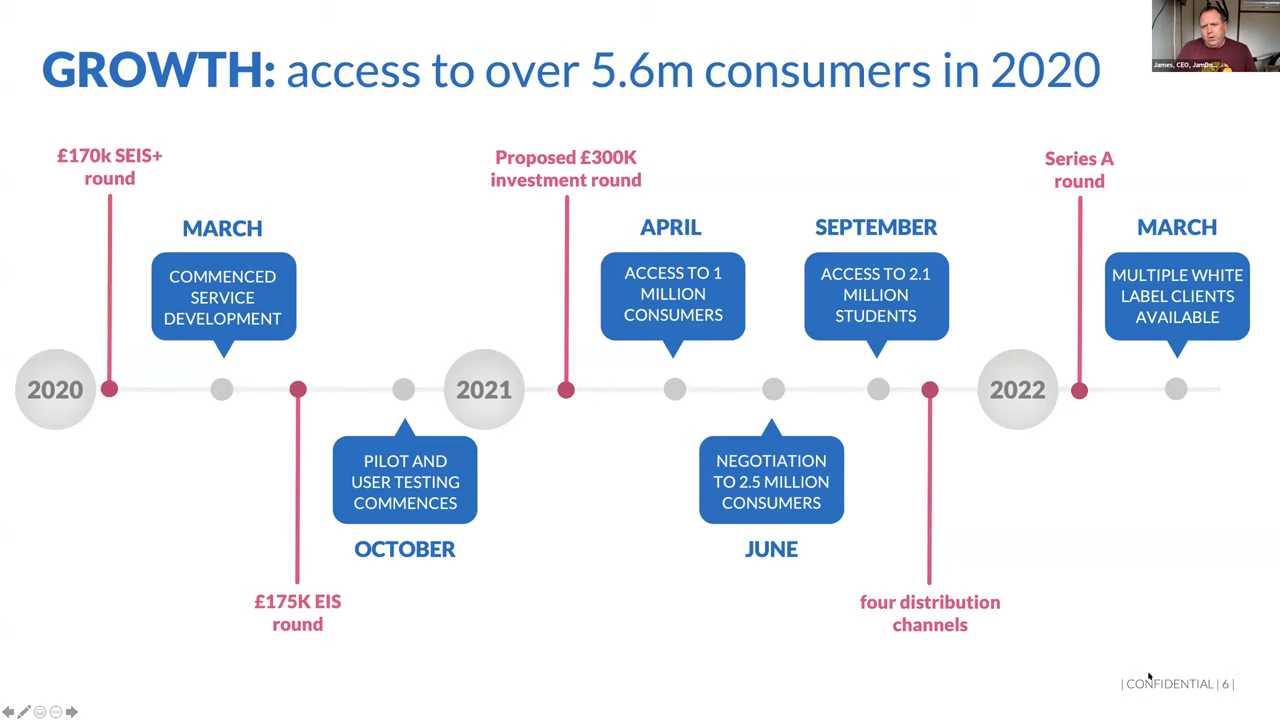 GROWTH: access to over 5.6m consumers in 2020
James, CEO, JamDo...
£170k SEIS+
round
Proposed £300K
investment round
Series A
round
MARCH
APRIL
SEPTEMBER
MARCH
COMMENCED
SERVICE
DEVELOPMENT
ACCESS TO 1
MILLION
CONSUMERS
ACCESS TO 2.1
MILLION
STUDENTS
MULTIPLE WHITE
LABEL CLIENTS
AVAILABLE
2020
2021
2022
PILOT AND
USER TESTING
COMMENCES
NEGOTIATION
TO 2.5 MILLION
CONSUMERS
OCTOBER
JUNE
£175K EIS
round
four distribution
channels
| CONFIDENTIAL | 6 |